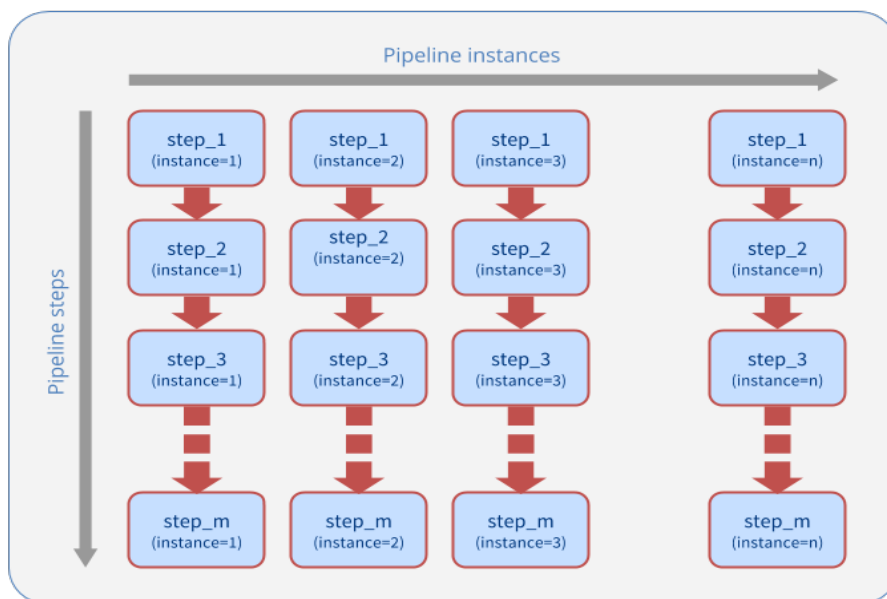 Pipeline instances
Pipeline steps
step_1
(instance=1)
step_1
(instance=2)
step_1
(instance=3)
step_1
(instance=n)
step_2
(instance=1)
step_2
(instance=2)
step_2
(instance=3)
step_2
(instance=n)
step_3
(instance=1)
step_3
(instance=2)
step_3
(instance=3)
step_3
(instance=n)
step_m
(instance=1)
step_m
(instance=2)
step_m
(instance=3)
step_m
(instance=n)